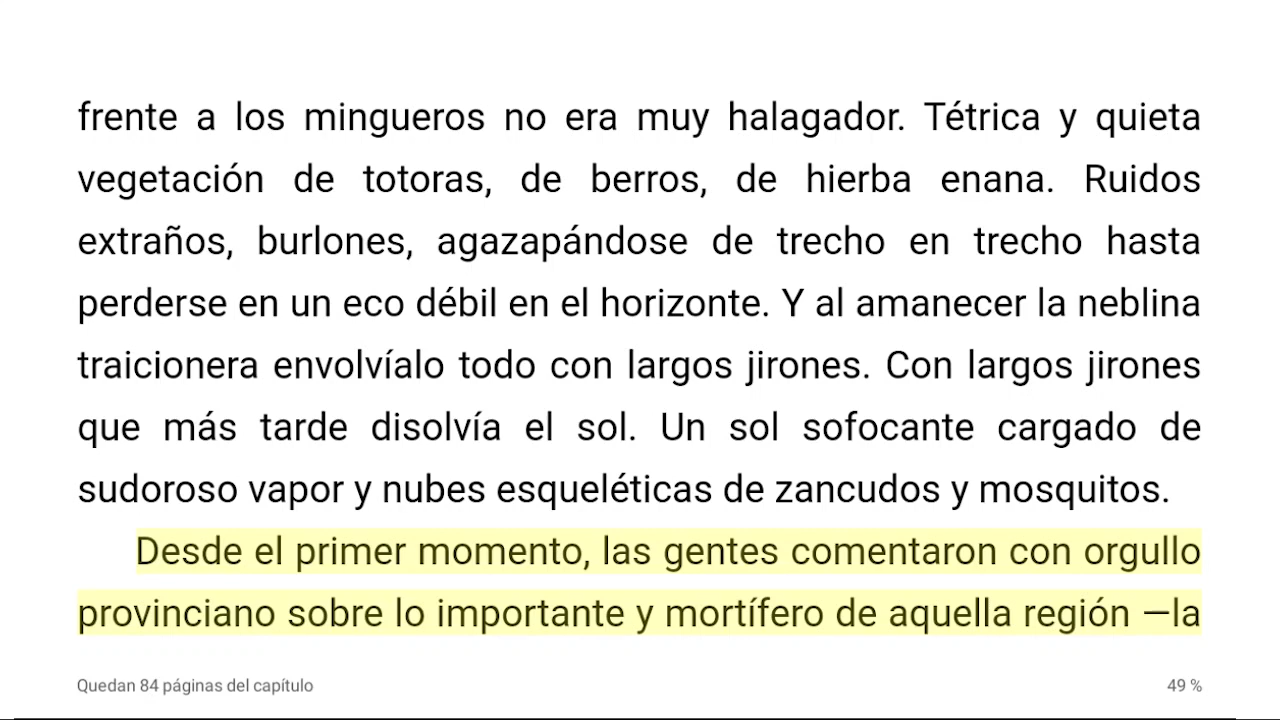 frente a los mingueros no era muy halagador. Tétrica y quieta
vegetación de totoras, de berros, de hierba enana. Ruidos
extraños, burlones, agazapándose de trecho en trecho hasta
perderse en un eco débil en el horizonte. Y al amanecer la neblina
traicionera envolvíalo todo con largos jirones. Con largos jirones
que más tarde disolvía el sol. Un sol sofocante cargado de
sudoroso vapor y nubes esqueléticas de zancudos y mosquitos.
Desde el primer momento, las gentes comentaron con orgullo
provinciano sobre lo importante y mortífero de aquella región —la
Quedan 84 páginas del capítulo
49 %